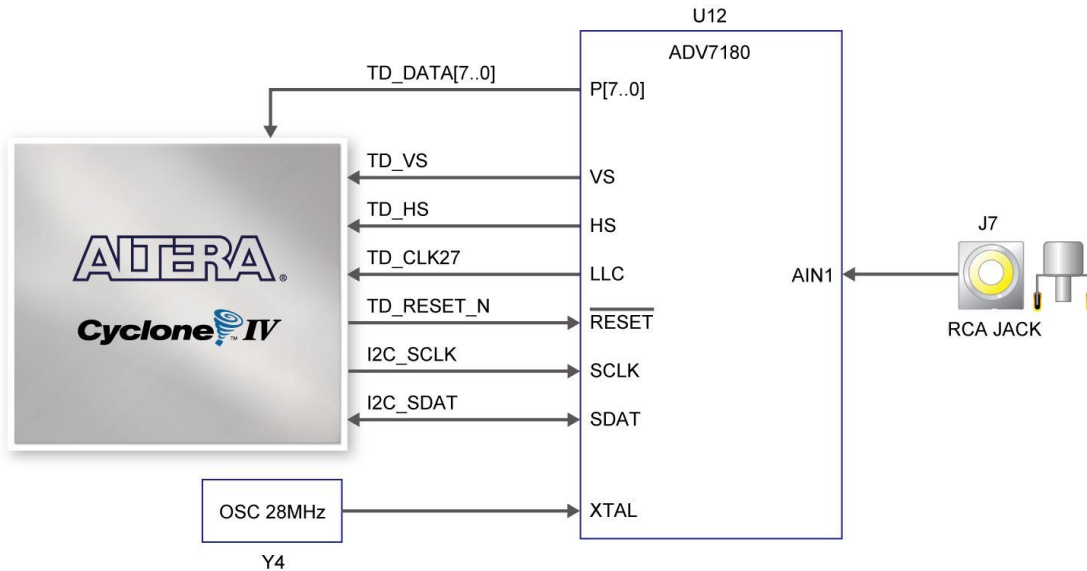 U12
ADV7180
TD_DATA[7..0]
P[7..0]
TD_VS
VS
TD_HS
HS
TD_CLK27
LLC
TD_RESET_N
RESET
I2C_SCLK
SCLK
I2C_SDAT
SDAT
ALTERA®
Cyclone™ IV
AIN1
J7
RCA JACK
OSC 28MHz
XTAL
Y4